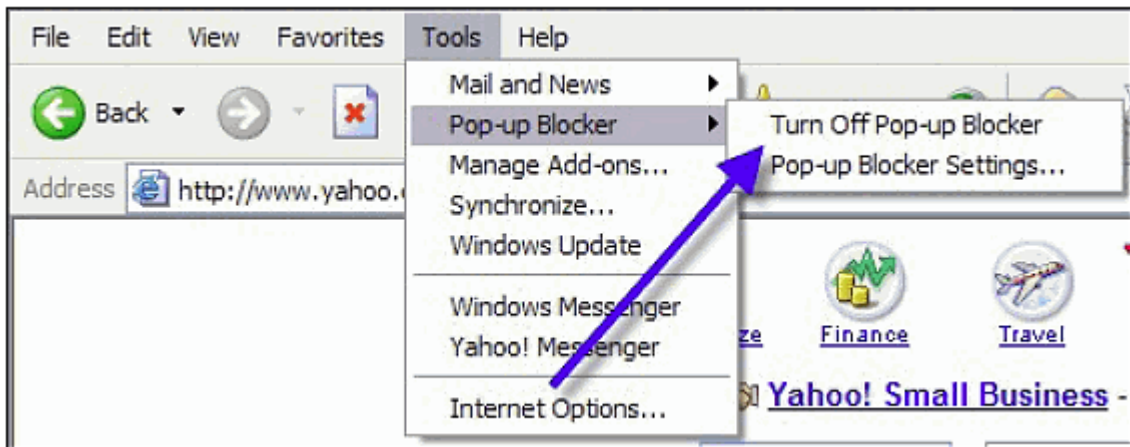 File Edit View Favorites Tools Help
Back
Mail and News
Pop-up Blocker
Turn Off Pop-up Blocker
Manage Add-ons...
Pop-up Blocker Settings...
Address http://www.yahoo.
Synchronize...
Windows Update
Windows Messenger
Yahoo! Messenger
Internet Options...
ze Finance Travel
Yahoo! Small Business -